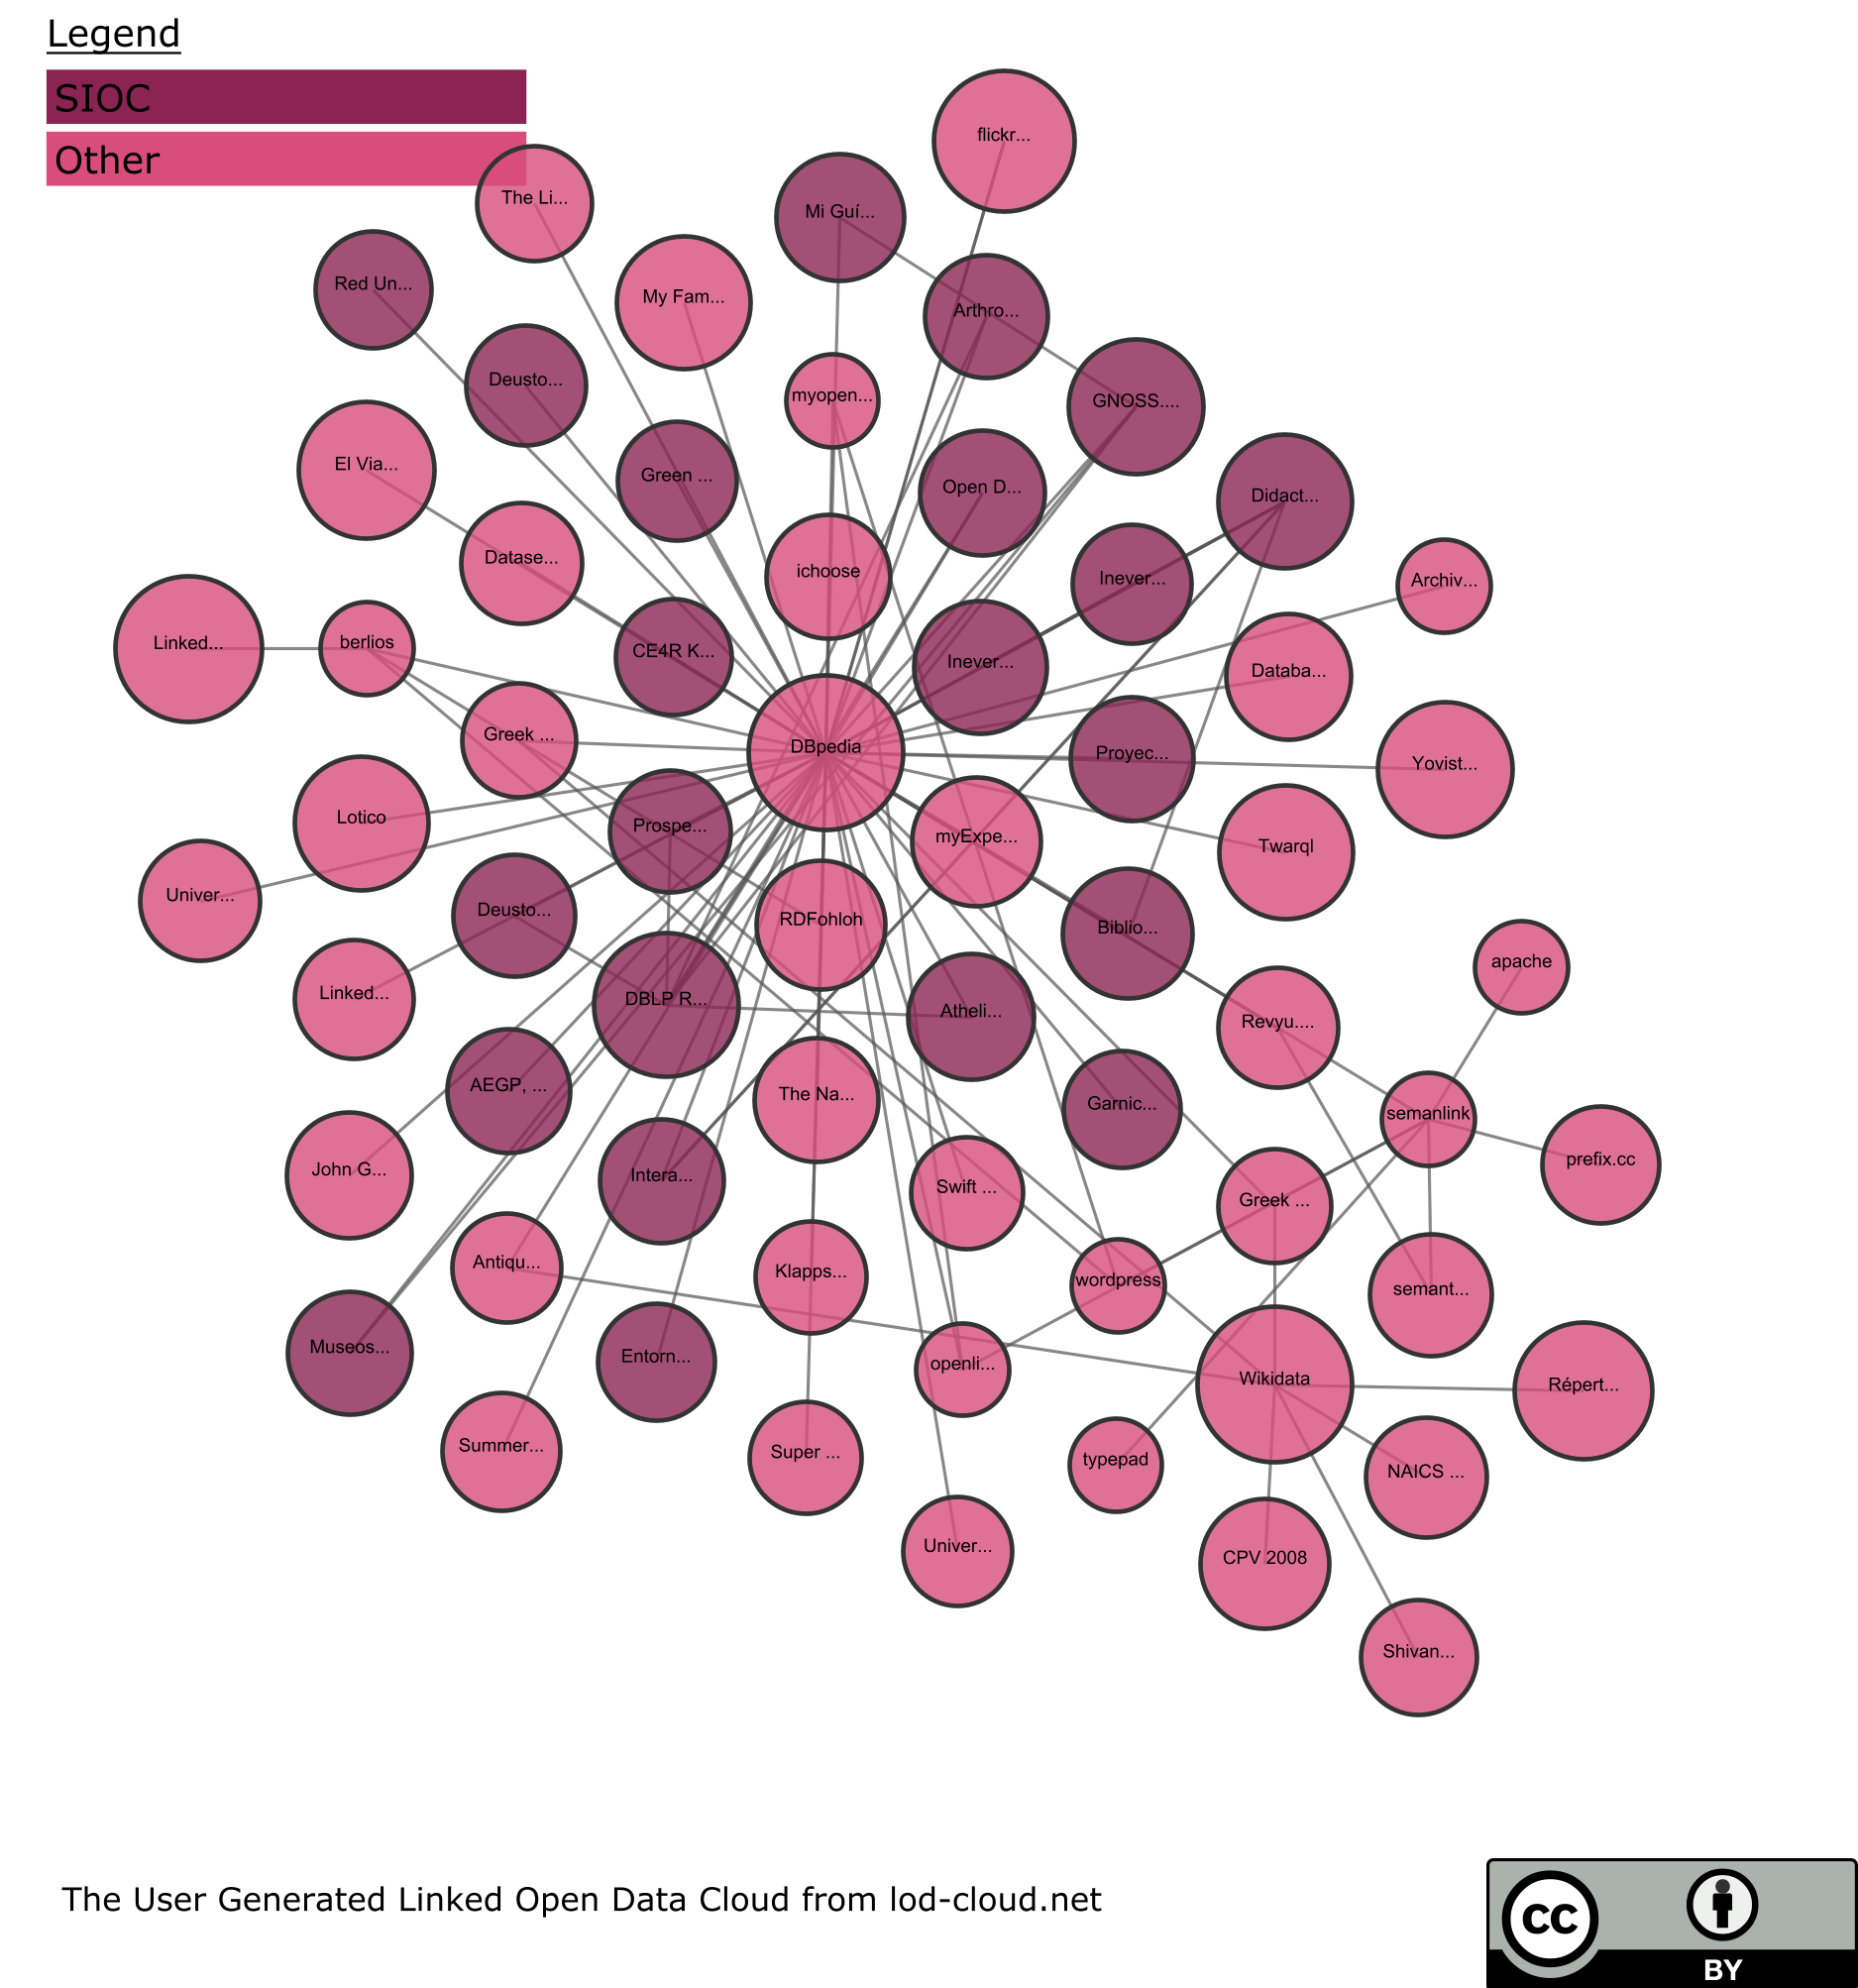 Legend
SIOC
Other
flickr...
The Li...
Mi Guí...
Red Un...
My Fam...
Arthro...
Deusto...
myopen...
GNOSS....
El Via...
Green ...
Open D...
Didact...
Datase...
ichoose
Inever...
Archiv...
Linked...
berlios
CE4R K...
Inever...
Databa...
Greek ...
DBpedia
Proyec...
Yovist...
Lotico
Prospe...
myExpe...
Twarql
Univer...
Deusto...
RDFohloh
Biblio...
apache
Linked...
DBLP R...
Atheli...
Revyu....
AEGP, ...
The Na...
Garnic...
semanlink
John G...
Intera...
Swift ...
Greek ...
prefix.cc
Antiqu...
Klapps...
wordpress
semant...
Museos...
Entorn...
openli...
Wikidata
Répert...
Summer...
Super ...
typepad
NAICS ...
Univer...
CPV 2008
Shivan...
The User Generated Linked Open Data Cloud from lod-cloud.net
cc
BY